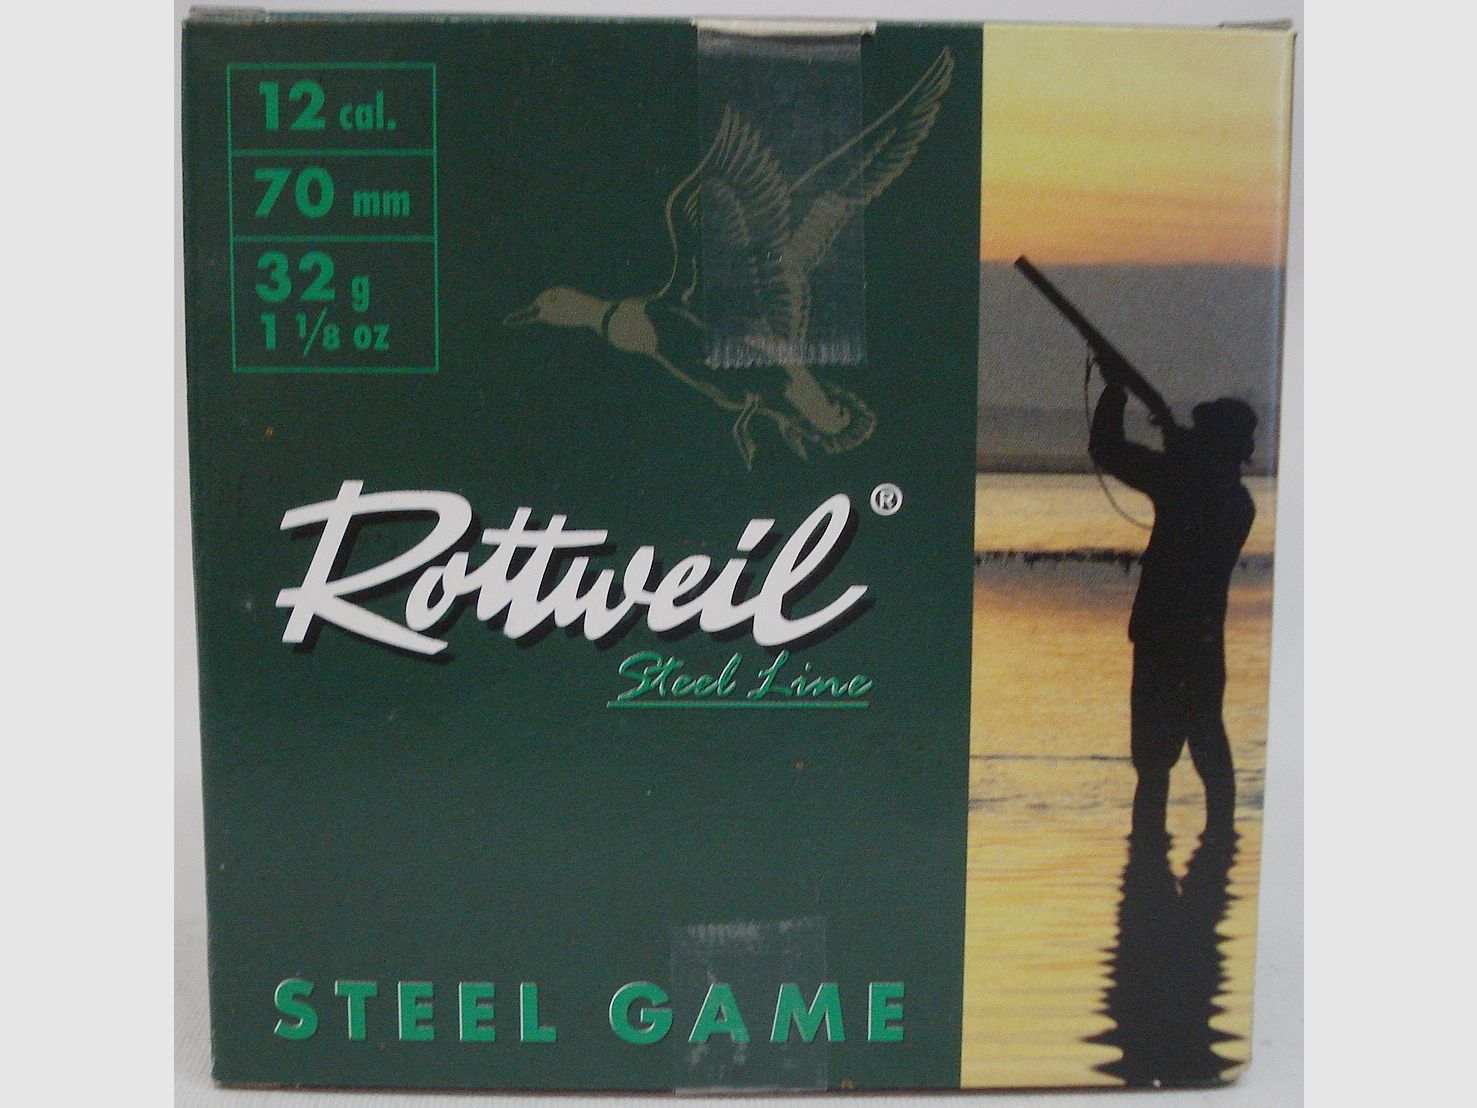 12 cal.
70 mm
32 g
1 1/8 oz
Rottweil®
Steel Line
STEEL GAME